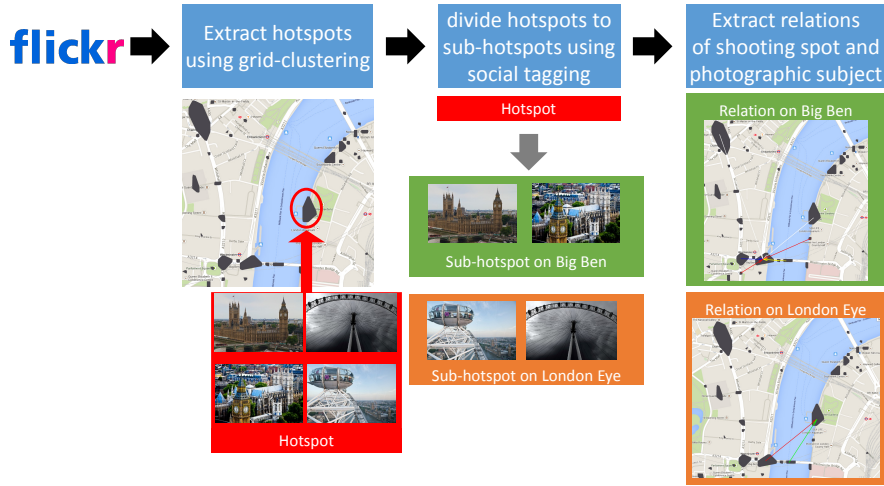 flickr
Extract hotspots
using grid-clustering
divide hotspots to
sub-hotspots using
social tagging
Extract relations
of shooting spot and
photographic subject
Hotspot
Sub-hotspot on Big Ben
Sub-hotspot on London Eye
Hotspot
Relation on Big Ben
Relation on London Eye